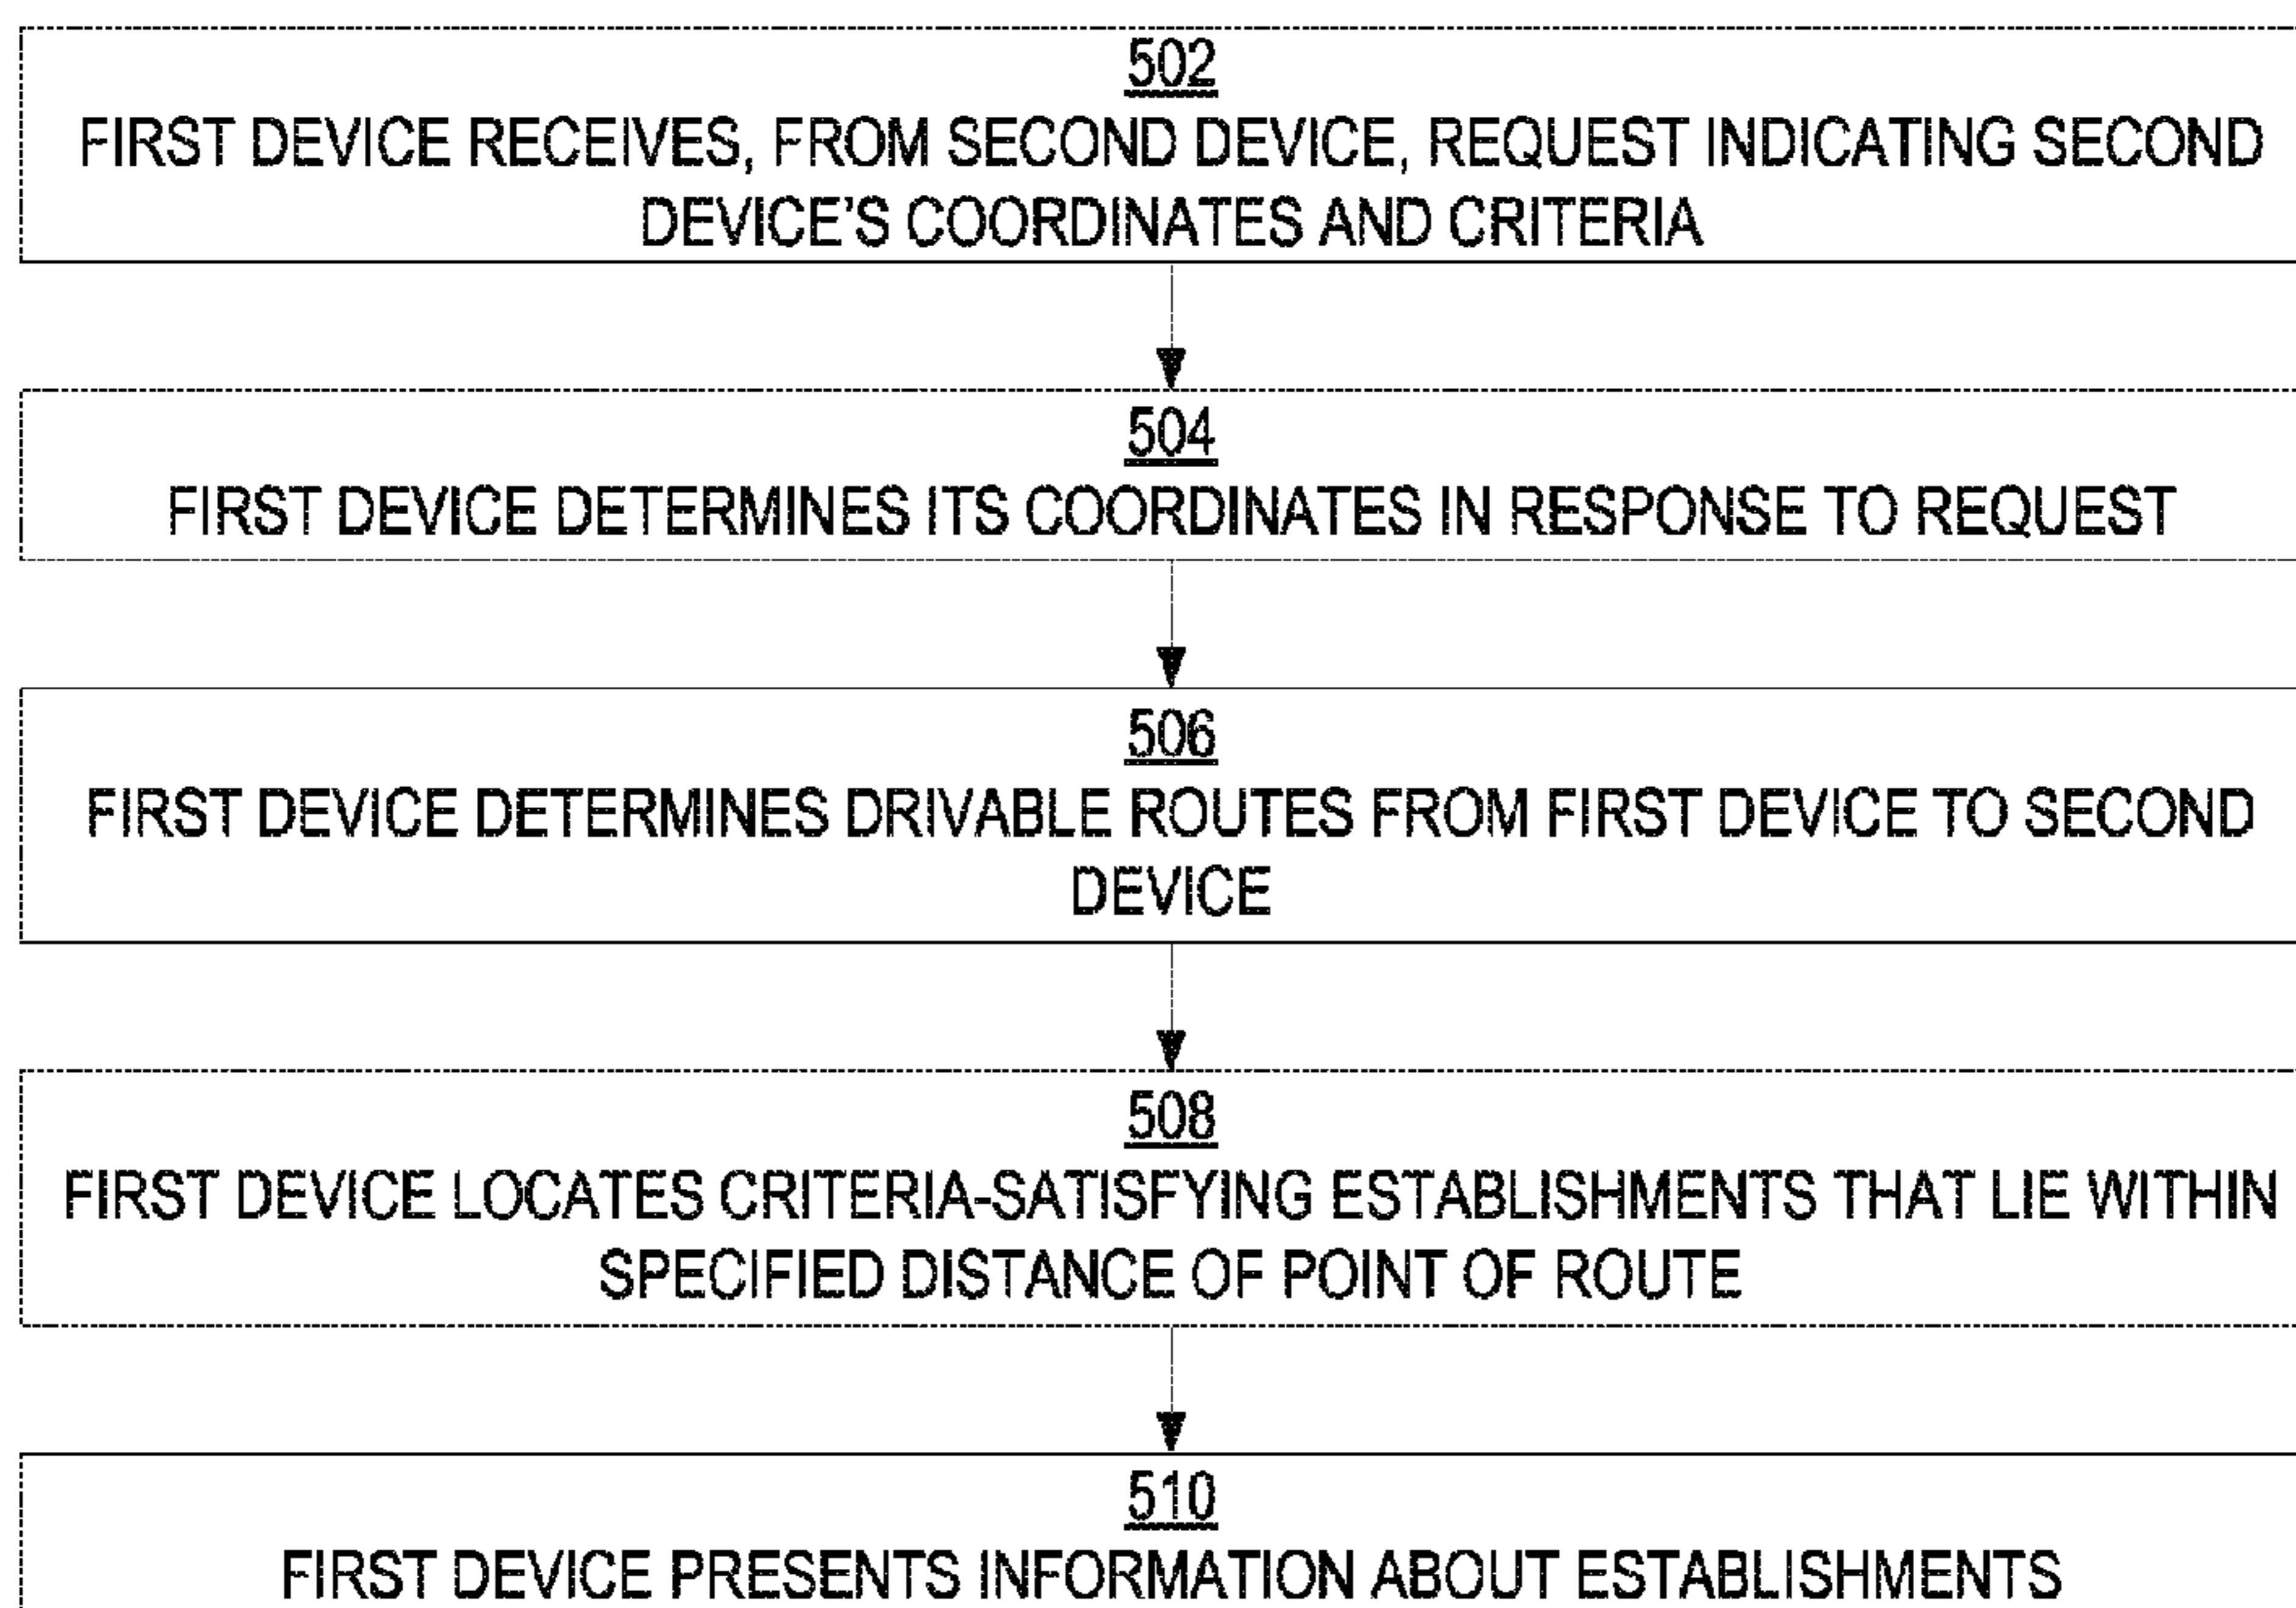 502
FIRST DEVICE RECEIVES, FROM SECOND DEVICE, REQUEST INDICATING SECOND
DEVICE'S COORDINATES AND CRITERIA
504
FIRST DEVICE DETERMINES ITS COORDINATES IN RESPONSE TO REQUEST
506
FIRST DEVICE DETERMINES DRIVABLE ROUTES FROM FIRST DEVICE TO SECOND
DEVICE
508
FIRST DEVICE LOCATES CRITERIA-SATISFYING ESTABLISHMENTS THAT LIE WITHIN
SPECIFIED DISTANCE OF POINT OF ROUTE
510
FIRST DEVICE PRESENTS INFORMATION ABOUT ESTABLISHMENTS